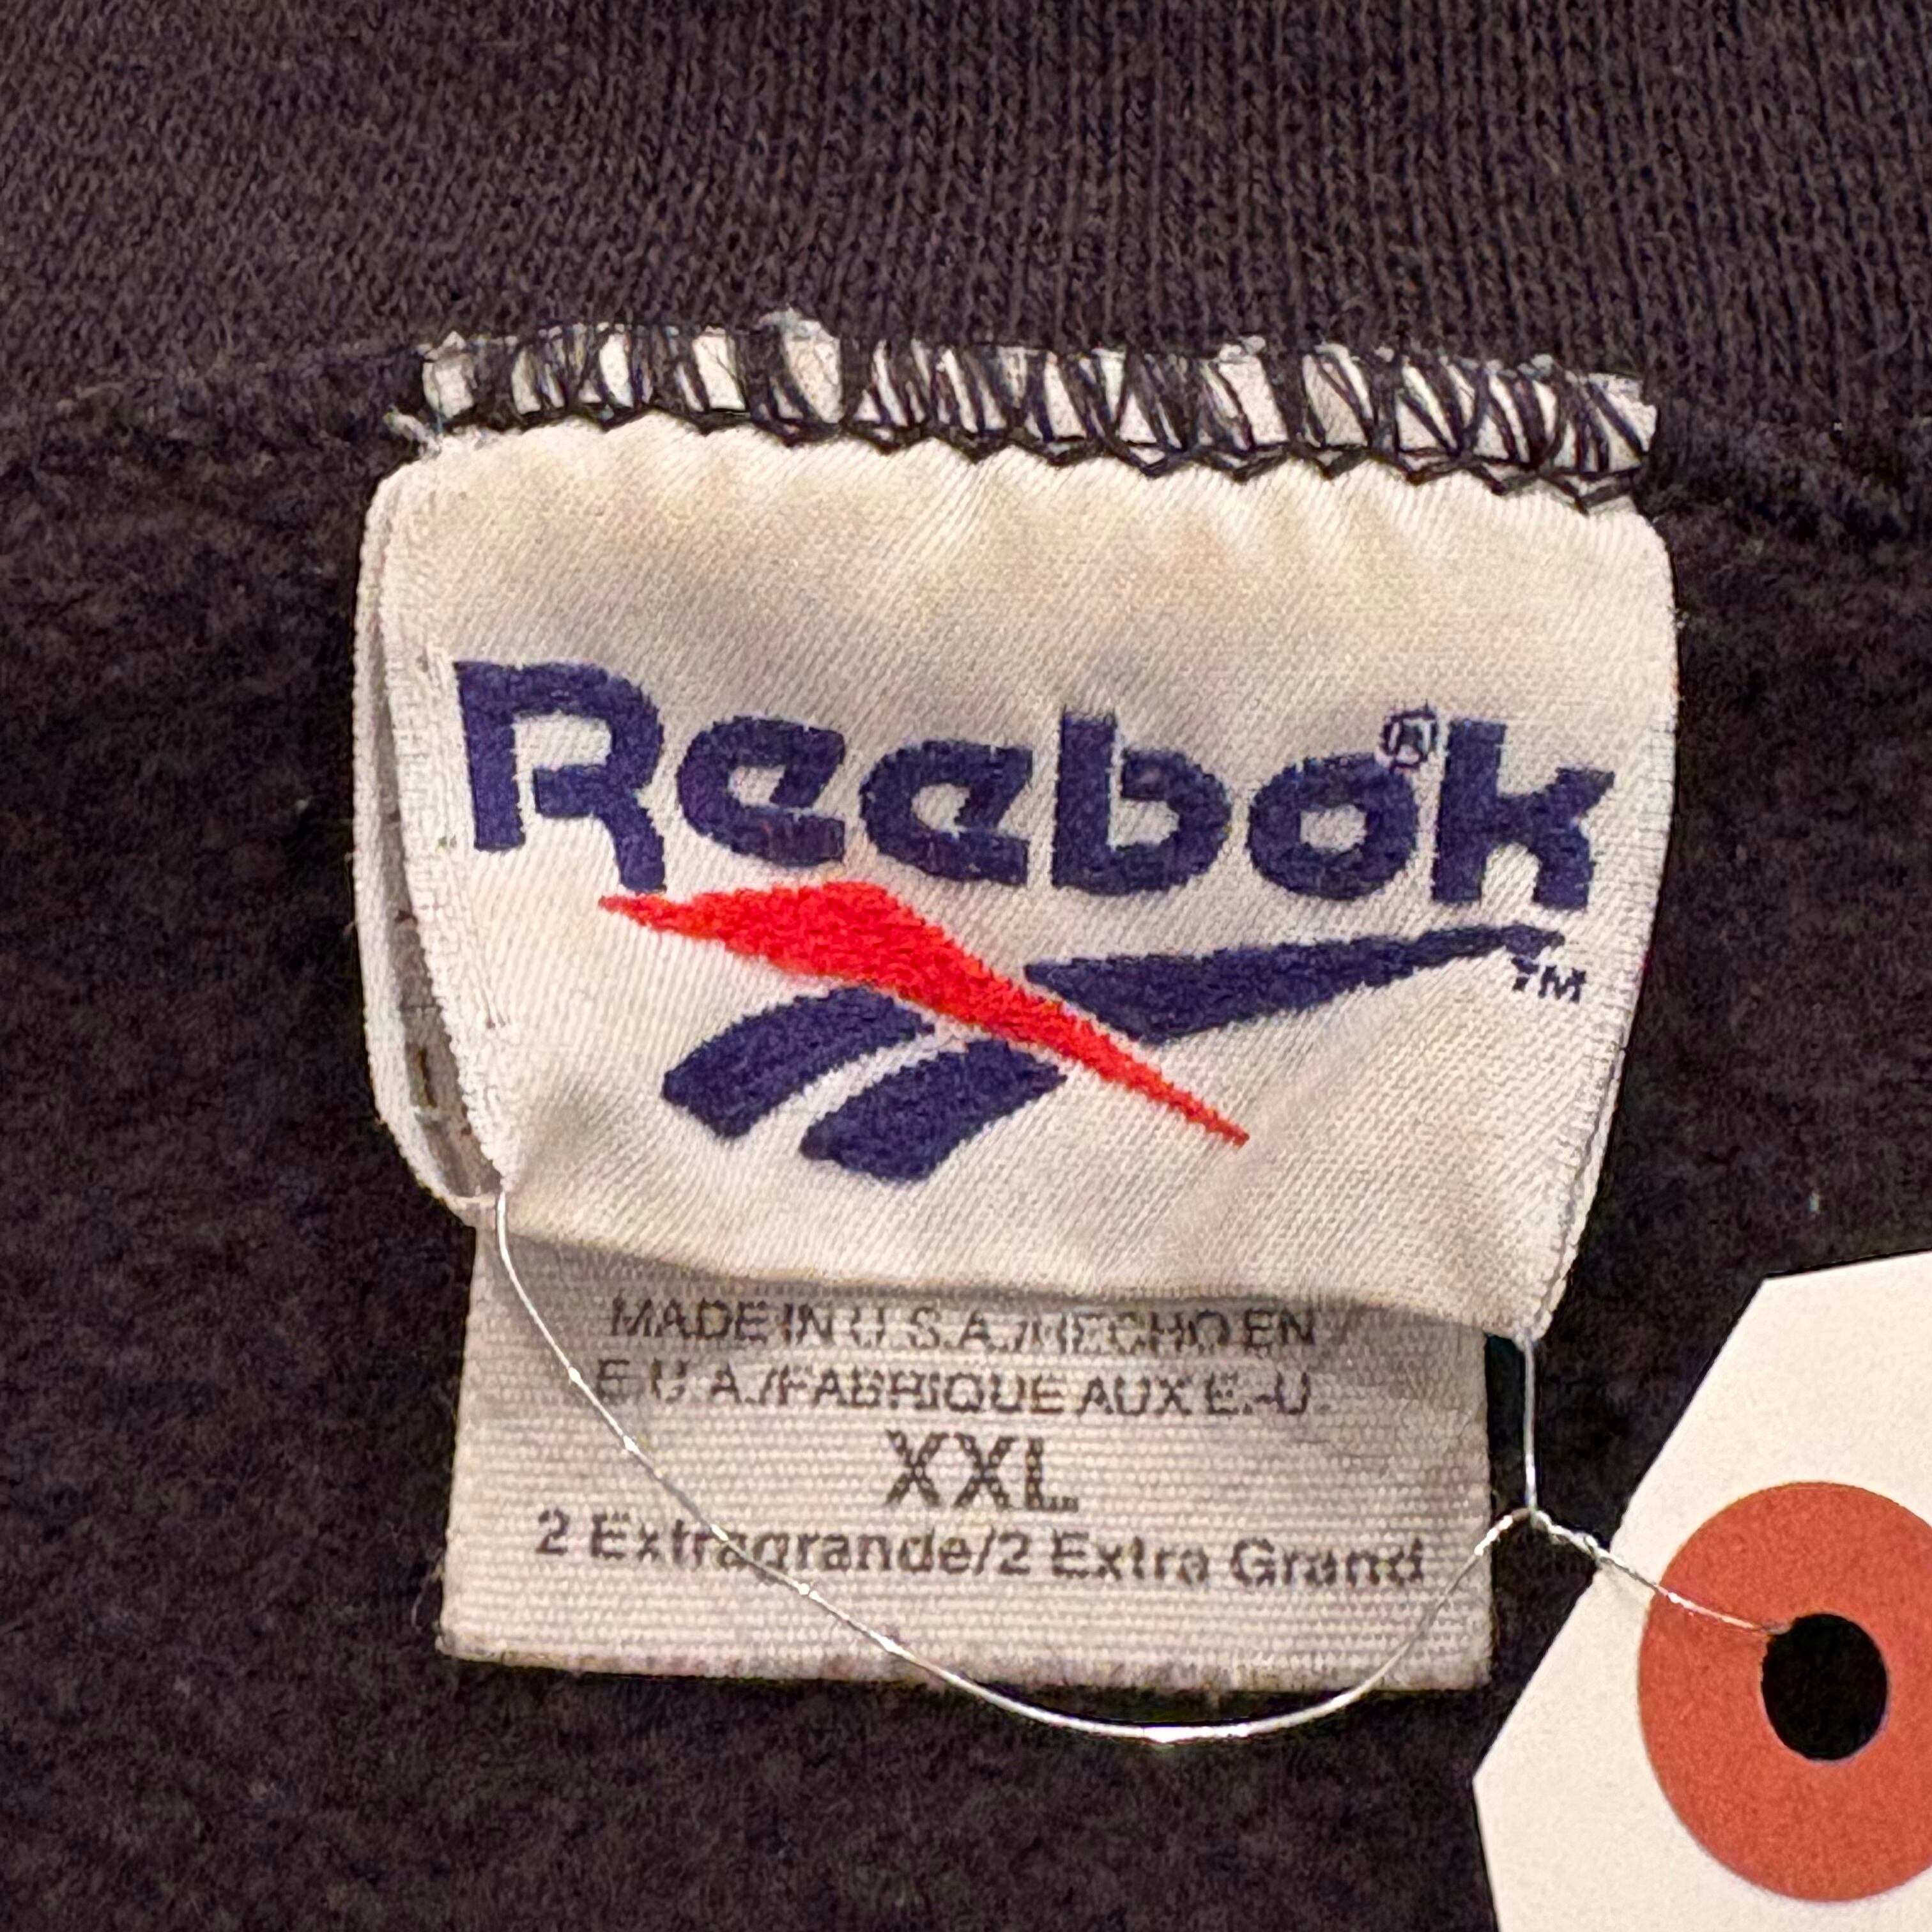 Reebok®
TM
MADE IN U.S.A./HECHO EN
E.U.A./FABRIQUE AUX E.-U.
XXL
2 Extragrande/2 Extra Grand